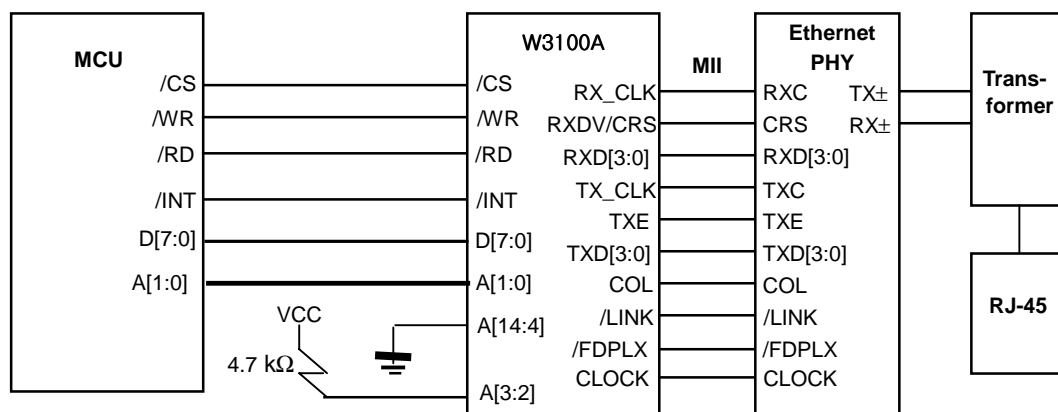 MCU
/CS
/WR
/RD
/INT
D[7:0]
A[1:0]
VCC
4.7 kΩ
W3100A
/CS
/WR
/RD
/INT
D[7:0]
A[1:0]
A[14:4]
A[3:2]
RX_CLK
RXDV/CRS
RXD[3:0]
TX_CLK
TXE
TXD[3:0]
COL
/LINK
/FDPLX
CLOCK
MII
Ethernet
PHY
RXC
CRS
RXD[3:0]
TXC
TXE
TXD[3:0]
COL
/LINK
/FDPLX
CLOCK
TX±
RX±
Trans-
former
RJ-45